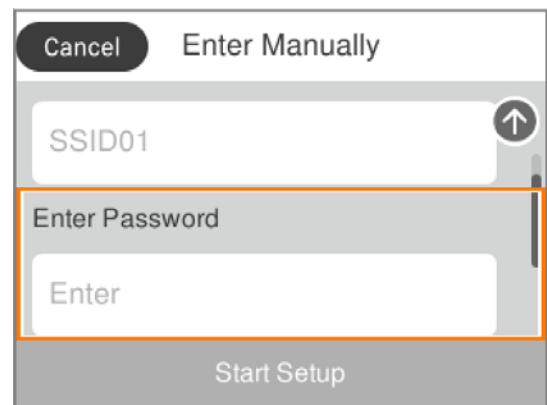 Cancel Enter Manually
SSID01
Enter Password
Enter
Start Setup